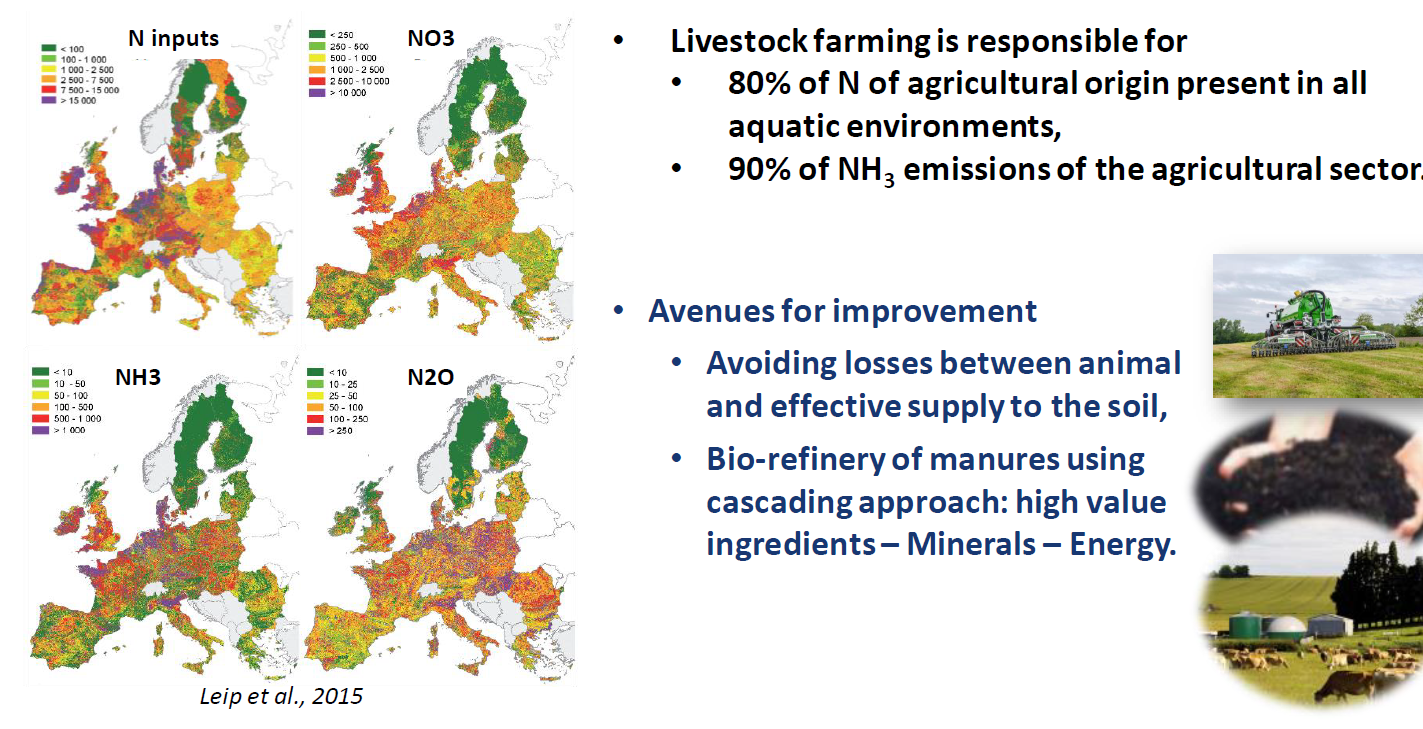 N inputs
< 100
100 - 1 000
1 000 - 2 500
2 500 - 7 500
7 500 - 15 000
> 15 000
NO3
< 250
250 - 500
500 - 1 000
1 000 - 2 500
2 500 - 10 000
> 10 000
NH3
< 10
10 - 50
50 - 100
100 - 500
500 - 1 000
> 1 000
N2O
< 10
10 - 25
25 - 50
50 - 100
100 - 250
> 250
Leip et al., 2015
• Livestock farming is responsible for
• 80% of N of agricultural origin present in all
aquatic environments,
• 90% of NH₃ emissions of the agricultural sector.
• Avenues for improvement
• Avoiding losses between animal
and effective supply to the soil,
• Bio-refinery of manures using
cascading approach: high value
ingredients – Minerals – Energy.